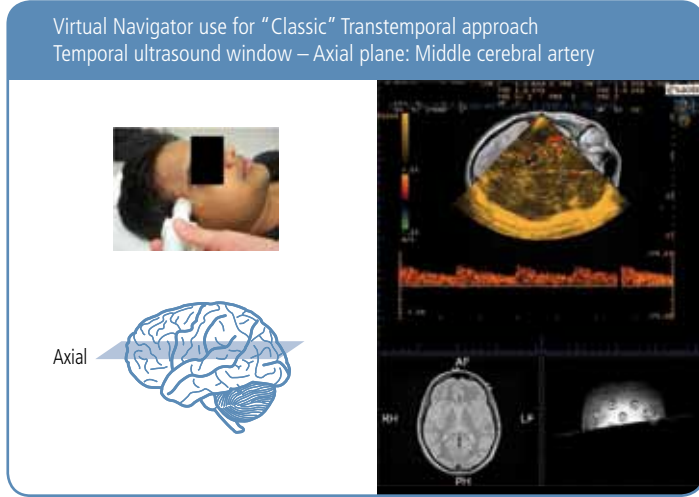 Virtual Navigator use for “Classic” Transtemporal approach
Temporal ultrasound window – Axial plane: Middle cerebral artery
Axial
AF
RH
LF
PH